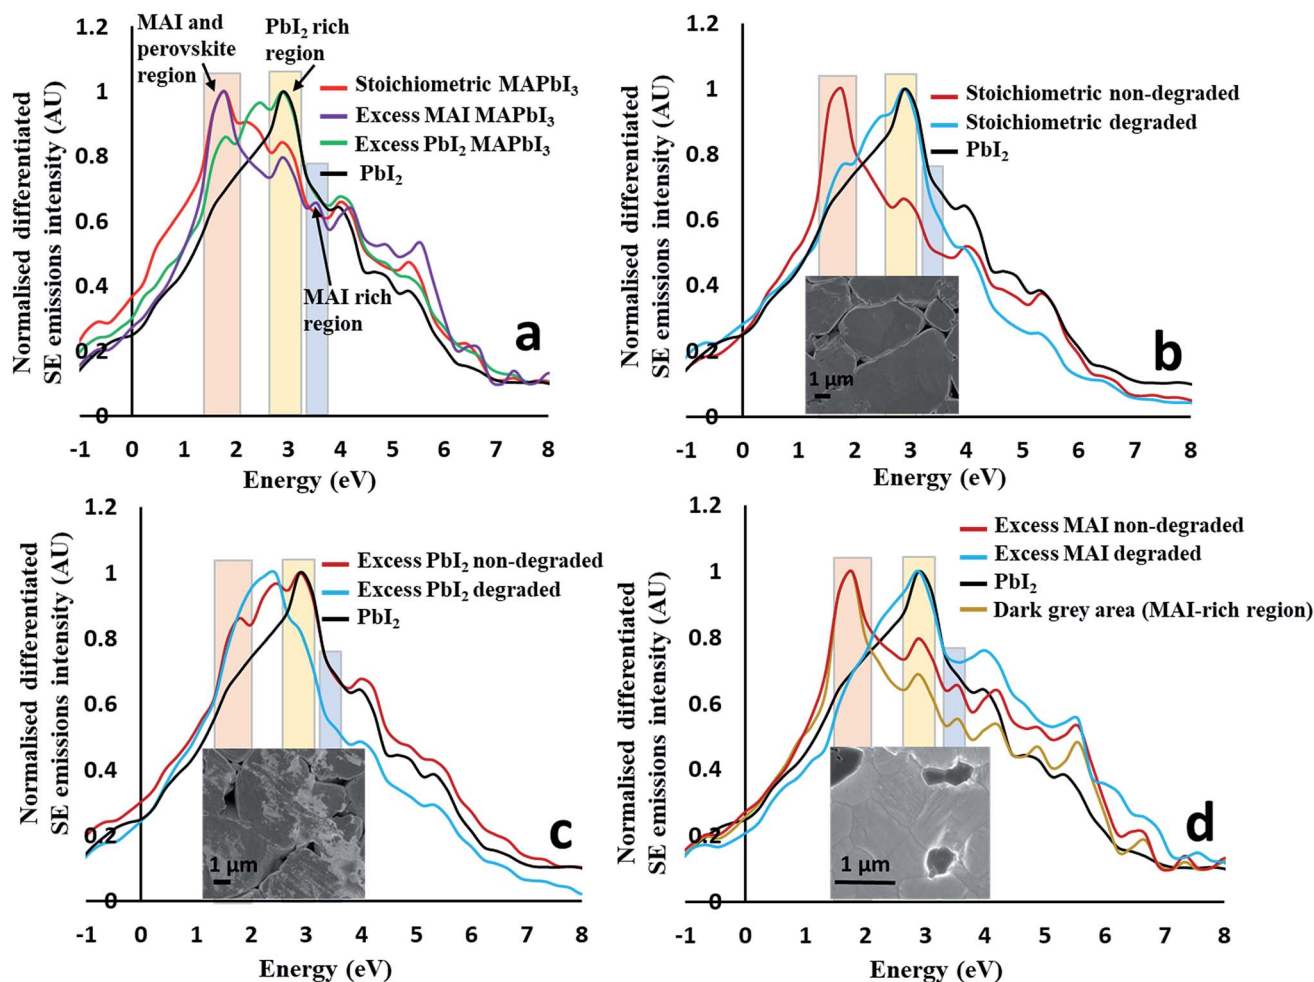 Normalised differentiated
SE emissions intensity (AU)
1.2
1
0.8
0.6
0.4
0.2
0
MAI and
perovskite
region
PbI₂ rich
region
Stoichiometric MAPbI₃
Excess MAI MAPbI₃
Excess PbI₂ MAPbI₃
PbI₂
MAI rich
region
a
-1 0 1 2 3 4 5 6 7 8
Energy (eV)
Normalised differentiated
SE emissions intensity (AU)
1.2
1
0.8
0.6
0.4
0.2
0
Stoichiometric non-degraded
Stoichiometric degraded
PbI₂
1 µm
b
-1 0 1 2 3 4 5 6 7 8
Energy (eV)
Normalised differentiated
SE emissions intensity (AU)
1.2
1
0.8
0.6
0.4
0.2
0
Excess PbI₂ non-degraded
Excess PbI₂ degraded
PbI₂
1 µm
c
-1 0 1 2 3 4 5 6 7 8
Energy (eV)
Normalised differentiated
SE emissions intensity (AU)
1.2
1
0.8
0.6
0.4
0.2
0
Excess MAI non-degraded
Excess MAI degraded
PbI₂
Dark grey area (MAI-rich region)
1 µm
d
-1 0 1 2 3 4 5 6 7 8
Energy (eV)